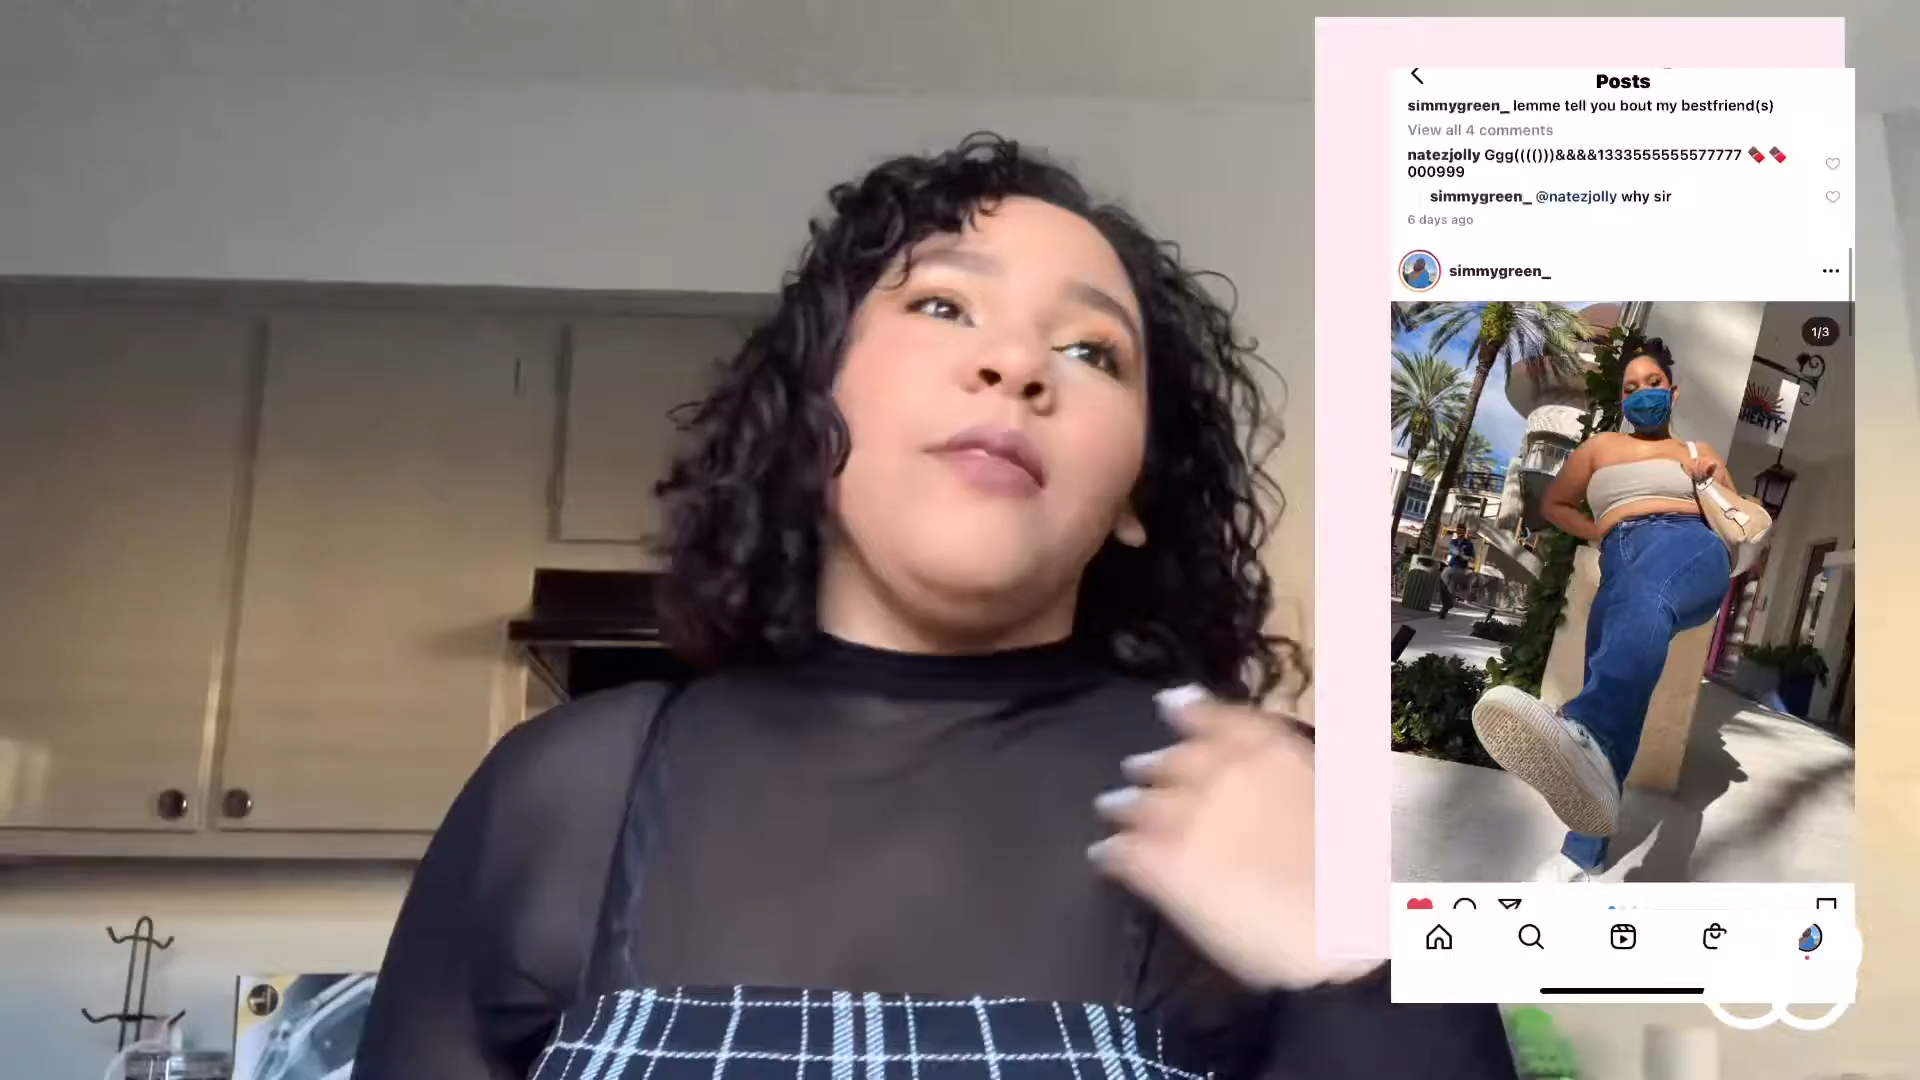 Posts
simmygreen_ lemme tell you bout my bestfriend(s)
View all 4 comments
natezjolly Ggg(((()))&&&&1333555555577777 🍫 🍫
000999
simmygreen_ @natezjolly why sir
6 days ago
simmygreen_
1/3